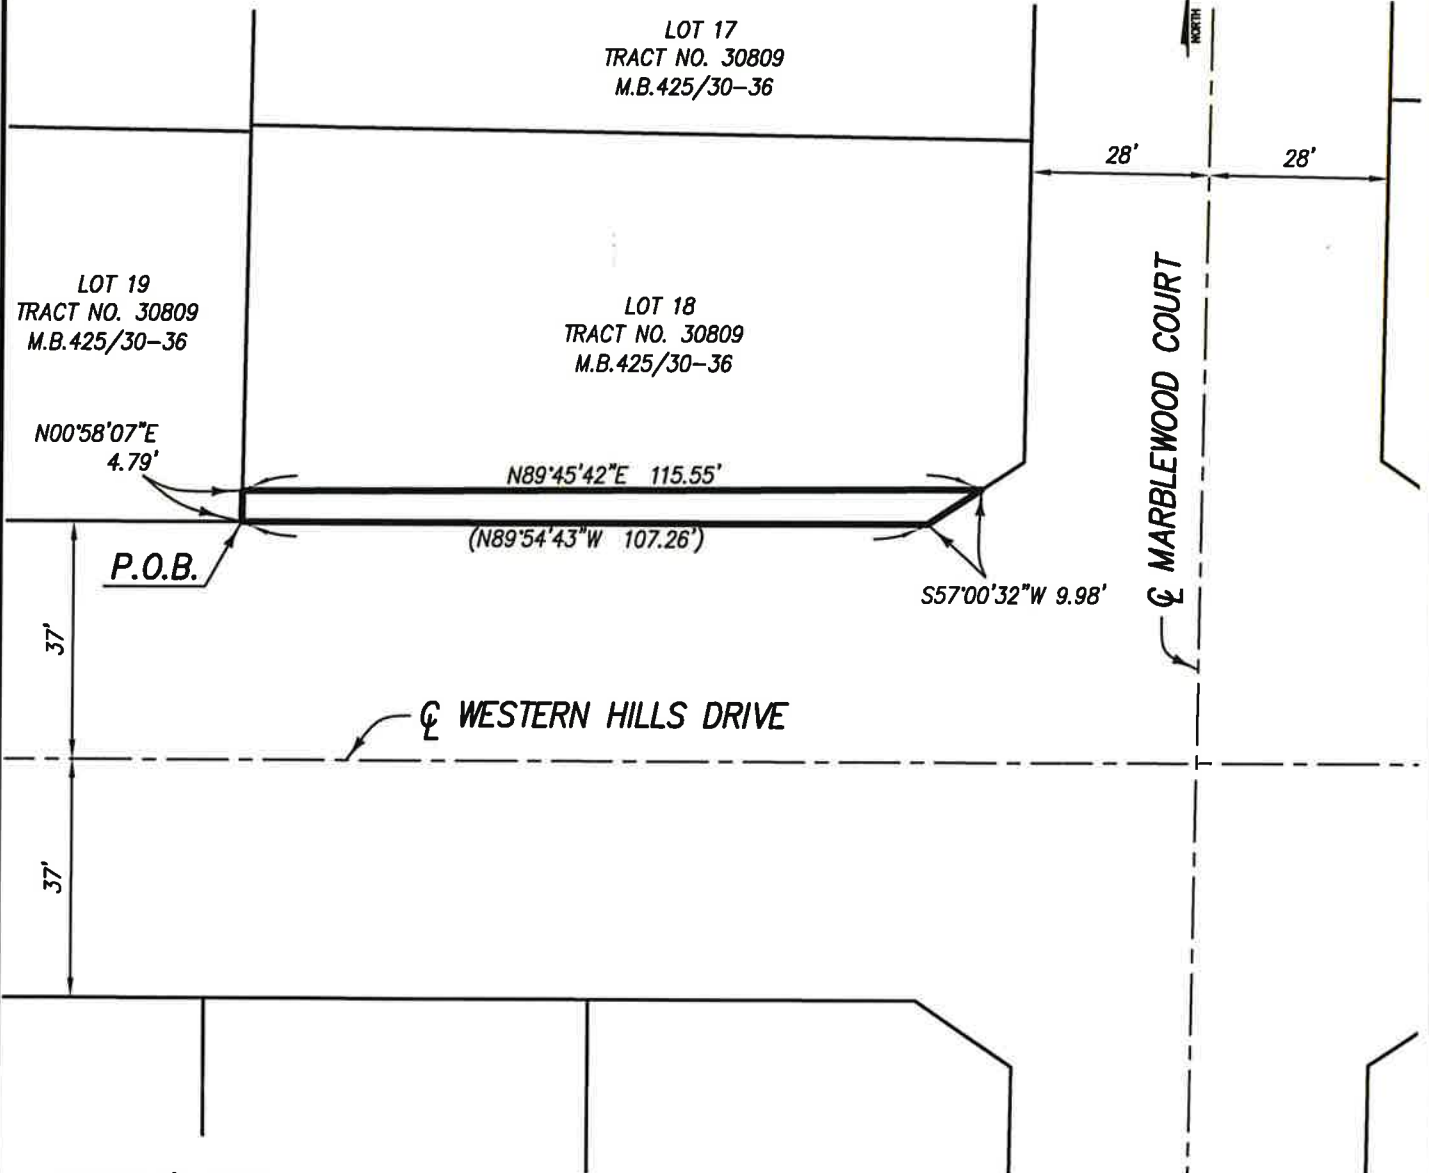 LOT 17
TRACT NO. 30809
M.B.425/30-36
NORTH
28'
28'
LOT 19
TRACT NO. 30809
M.B.425/30-36
LOT 18
TRACT NO. 30809
M.B.425/30-36
℄ MARBLEWOOD COURT
N00°58'07"E
4.79'
N89°45'42"E 115.55'
(N89°54'43"W 107.26')
P.O.B.
S57°00'32"W 9.98'
37'
℄ WESTERN HILLS DRIVE
37'